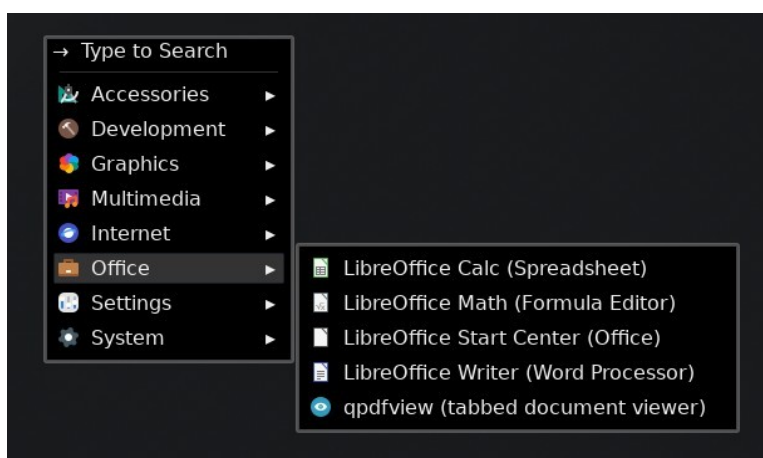 → Type to Search
Accessories ▸
Development ▸
Graphics ▸
Multimedia ▸
Internet ▸
Office ▸
Settings ▸
System ▸
LibreOffice Calc (Spreadsheet)
LibreOffice Math (Formula Editor)
LibreOffice Start Center (Office)
LibreOffice Writer (Word Processor)
qpdfview (tabbed document viewer)